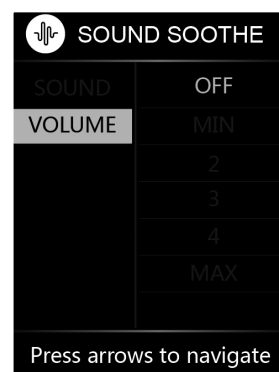 SOUND SOOTHE
SOUND
OFF
VOLUME
MIN
2
3
4
MAX
Press arrows to navigate